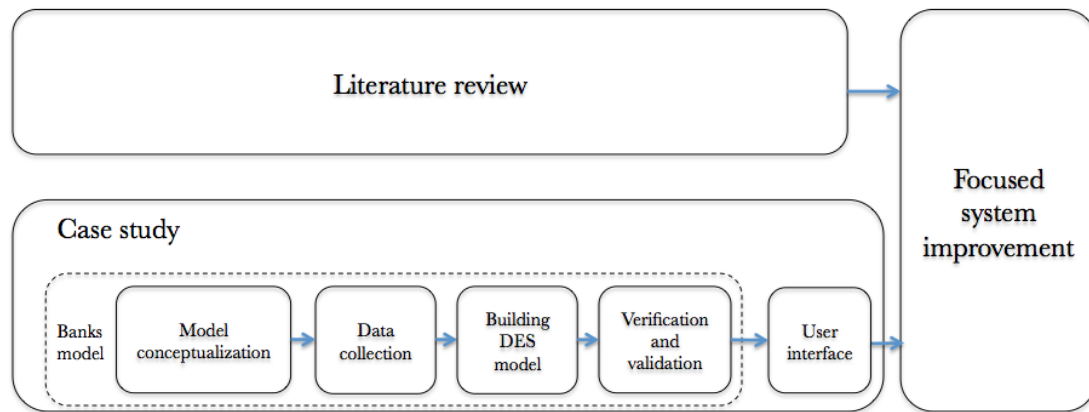 Literature review
Focused
system
improvement
Case study
Banks
model
Model
conceptualization
Data
collection
Building
DES
model
Verification
and
validation
User
interface